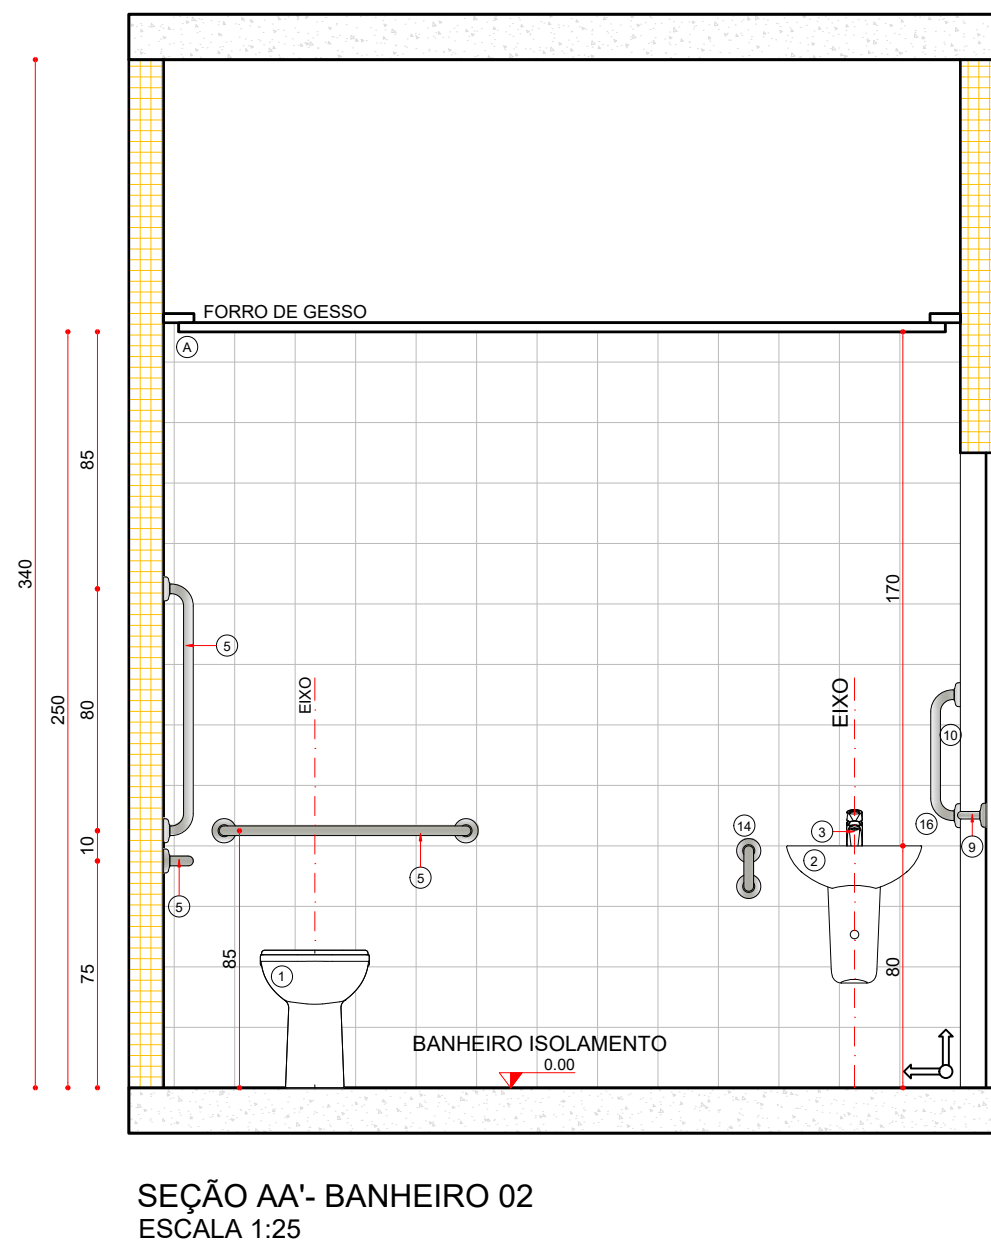 FORRO DE GESSO
A
85
340
170
5
EIXO
EIXO
250
80
10
14
3
16
10
9
2
5
5
85
1
75
80
BANHEIRO ISOLAMENTO
0.00
SEÇÃO AA'- BANHEIRO 02
ESCALA 1:25